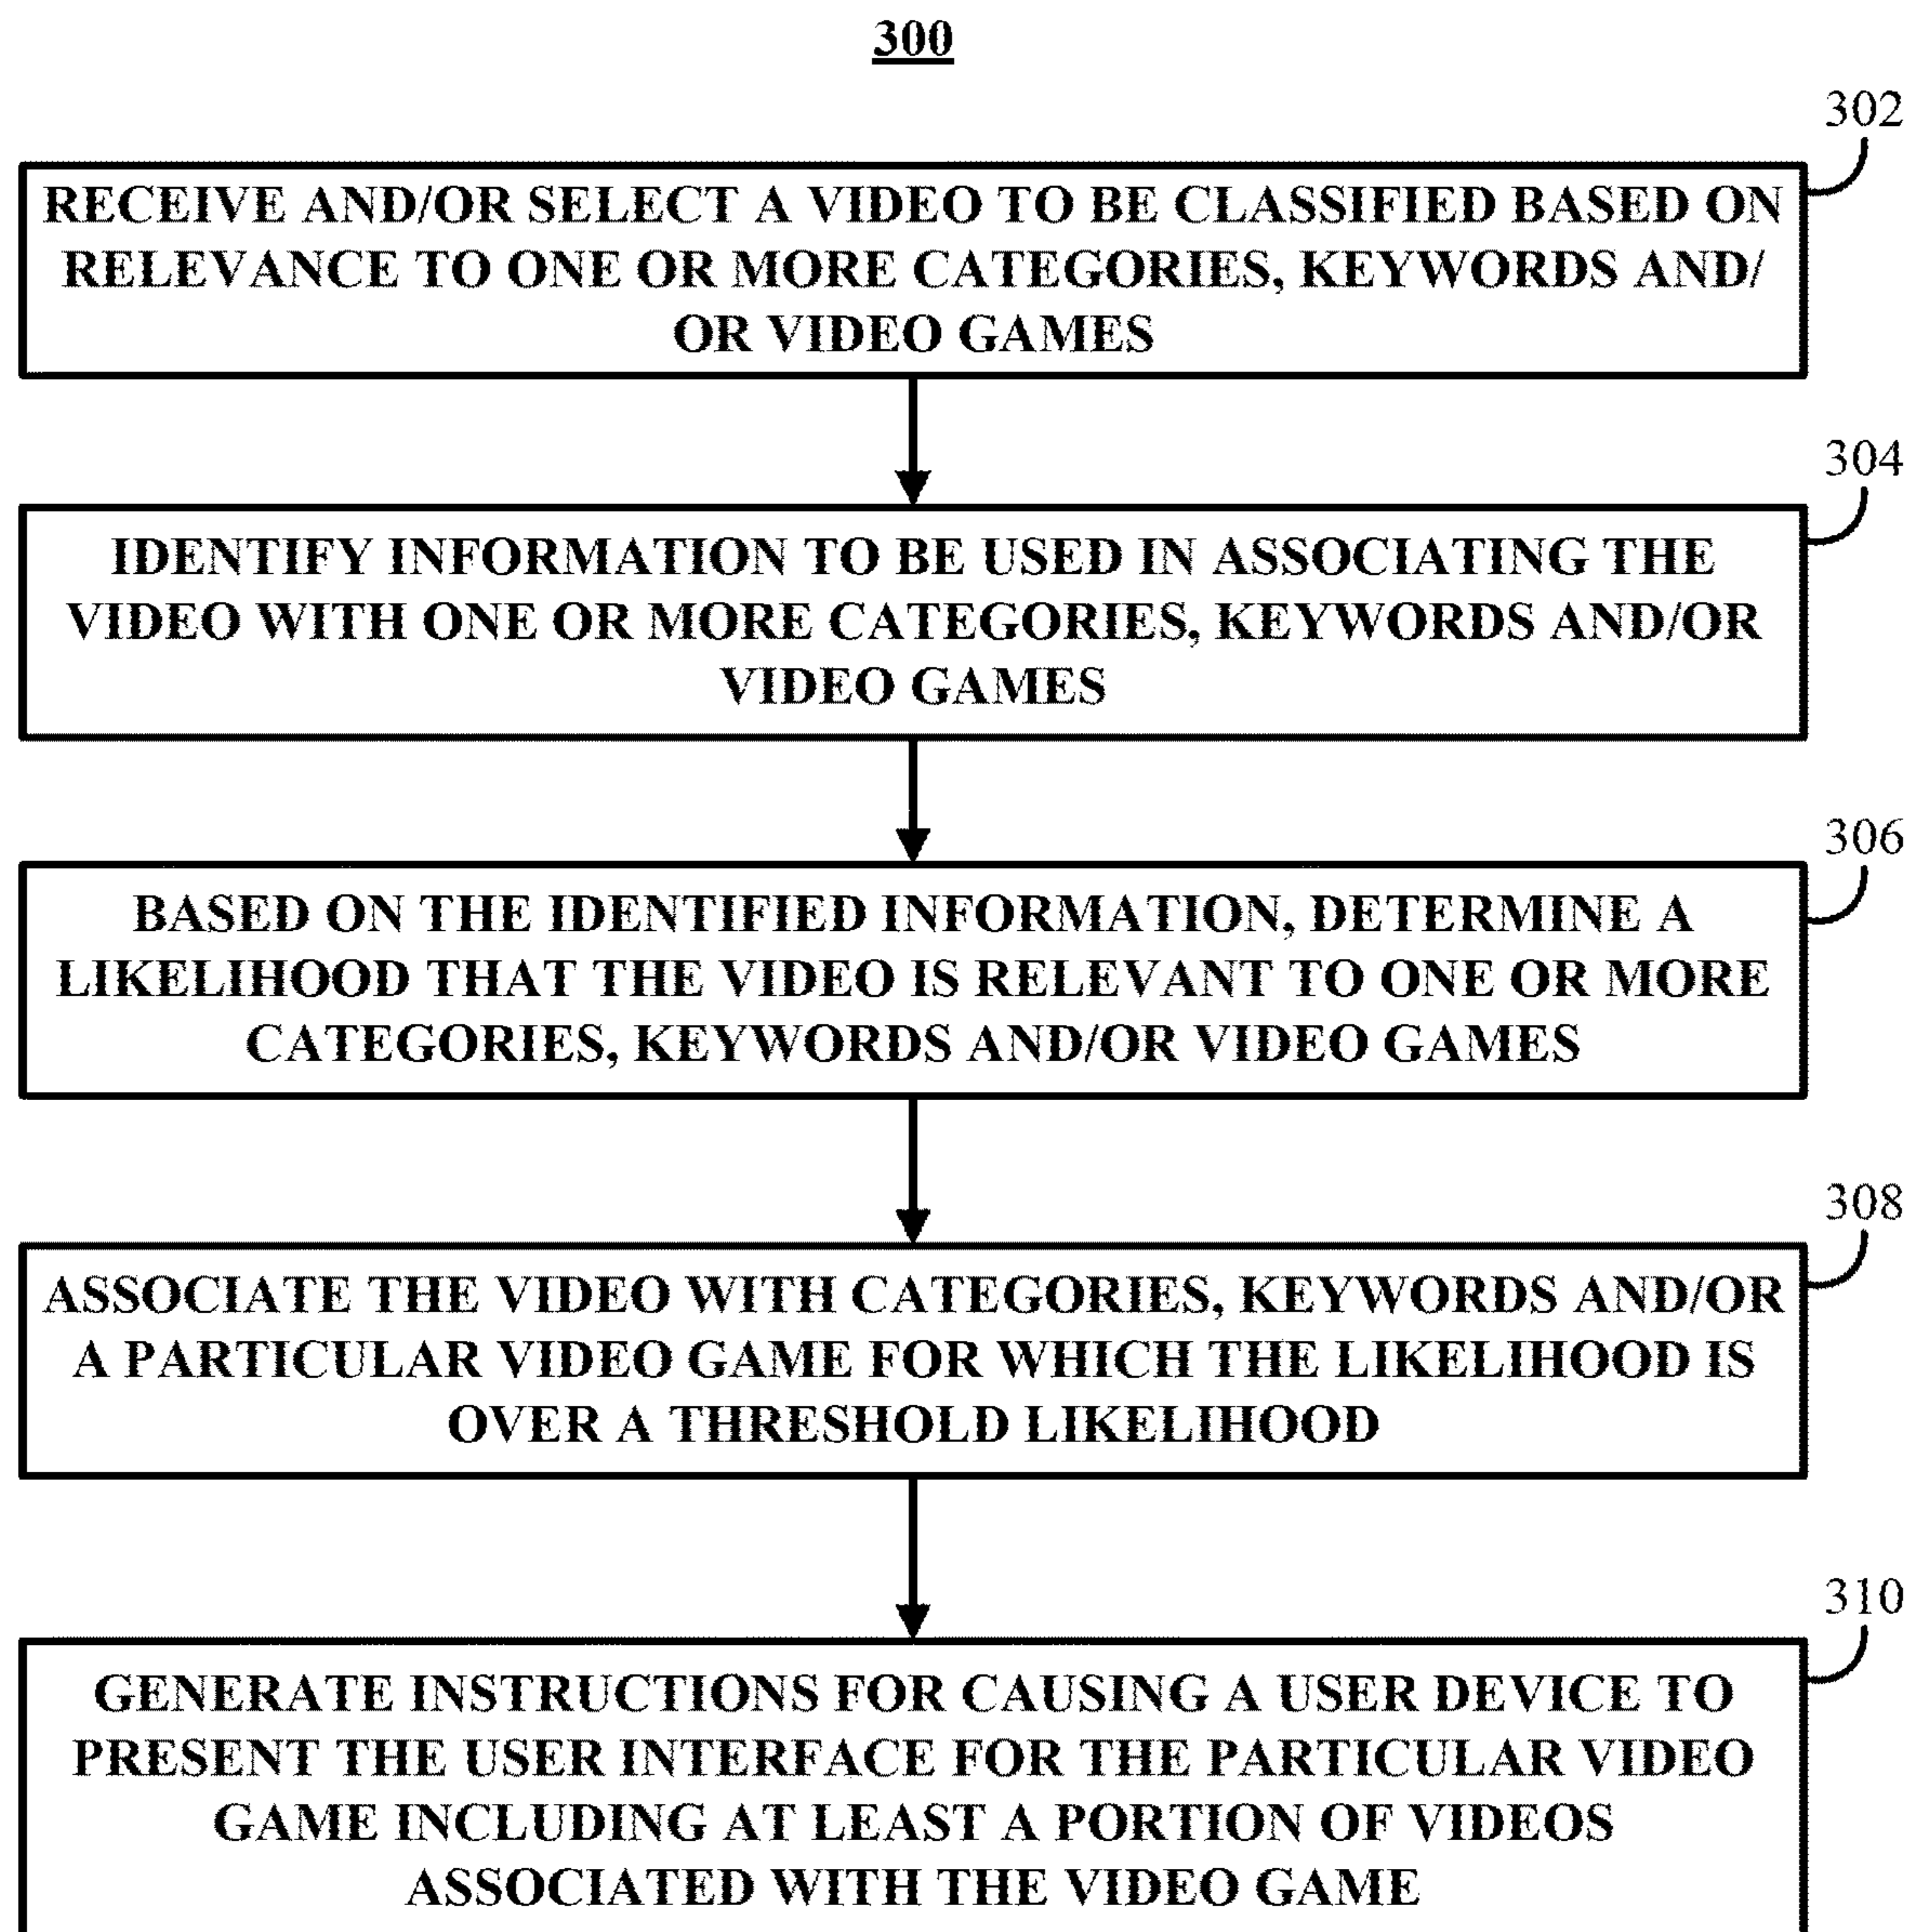 300
302
RECEIVE AND/OR SELECT A VIDEO TO BE CLASSIFIED BASED ON
RELEVANCE TO ONE OR MORE CATEGORIES, KEYWORDS AND/
OR VIDEO GAMES
304
IDENTIFY INFORMATION TO BE USED IN ASSOCIATING THE
VIDEO WITH ONE OR MORE CATEGORIES, KEYWORDS AND/OR
VIDEO GAMES
306
BASED ON THE IDENTIFIED INFORMATION, DETERMINE A
LIKELIHOOD THAT THE VIDEO IS RELEVANT TO ONE OR MORE
CATEGORIES, KEYWORDS AND/OR VIDEO GAMES
308
ASSOCIATE THE VIDEO WITH CATEGORIES, KEYWORDS AND/OR
A PARTICULAR VIDEO GAME FOR WHICH THE LIKELIHOOD IS
OVER A THRESHOLD LIKELIHOOD
310
GENERATE INSTRUCTIONS FOR CAUSING A USER DEVICE TO
PRESENT THE USER INTERFACE FOR THE PARTICULAR VIDEO
GAME INCLUDING AT LEAST A PORTION OF VIDEOS
ASSOCIATED WITH THE VIDEO GAME